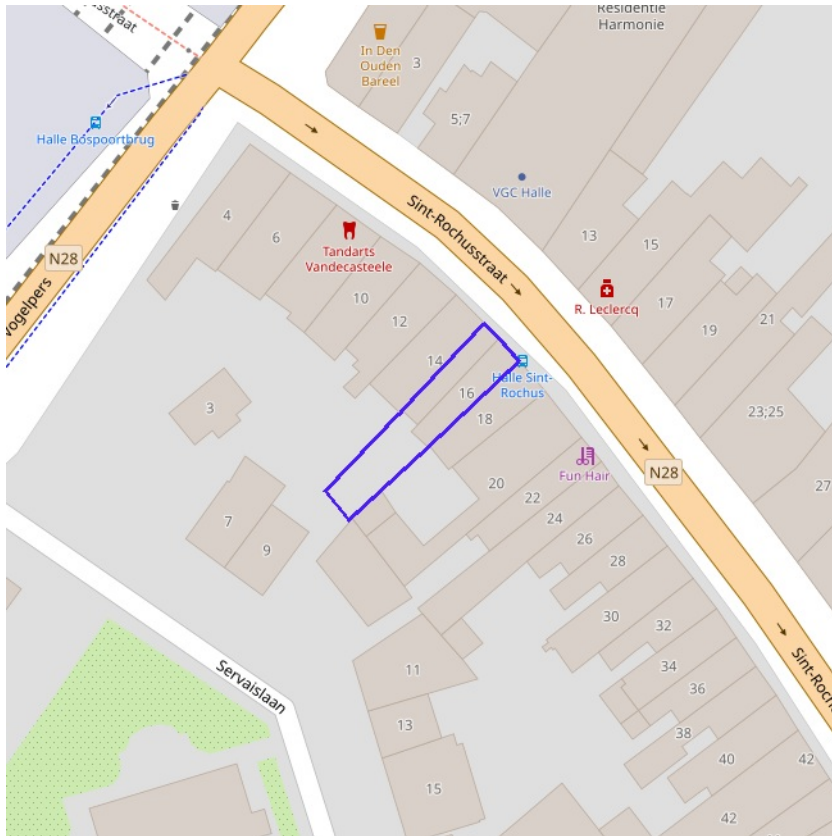 usstraat
Residentie
Harmonie
In Den
Ouden
Bareel
3
5;7
Halle Bospoortbrug
VGC Halle
Sint-Rochusstraat
4
6
Tandarts
Vandecasteele
13
15
N28
10
R. Leclercq
17
12
19
21
Vogelpers
14
Halle Sint-
Rochus
16
3
18
23;25
Fun Hair
N28
20
22
27
7
24
9
26
28
30
32
11
34
Sint-Roch
36
Servaislaan
13
38
40
42
15
42